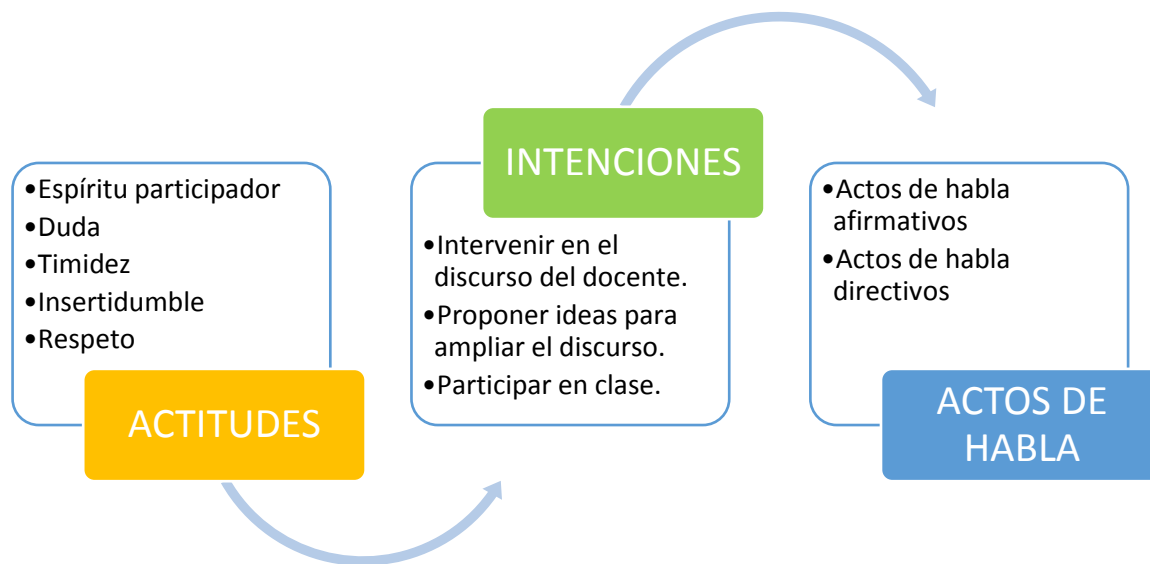 •Espíritu participador
•Duda
•Timidez
•Insertidumble
•Respeto
ACTITUDES
INTENCIONES
•Intervenir en el
discurso del docente.
•Proponer ideas para
ampliar el discurso.
•Participar en clase.
•Actos de habla
afirmativos
•Actos de habla
directivos
ACTOS DE
HABLA